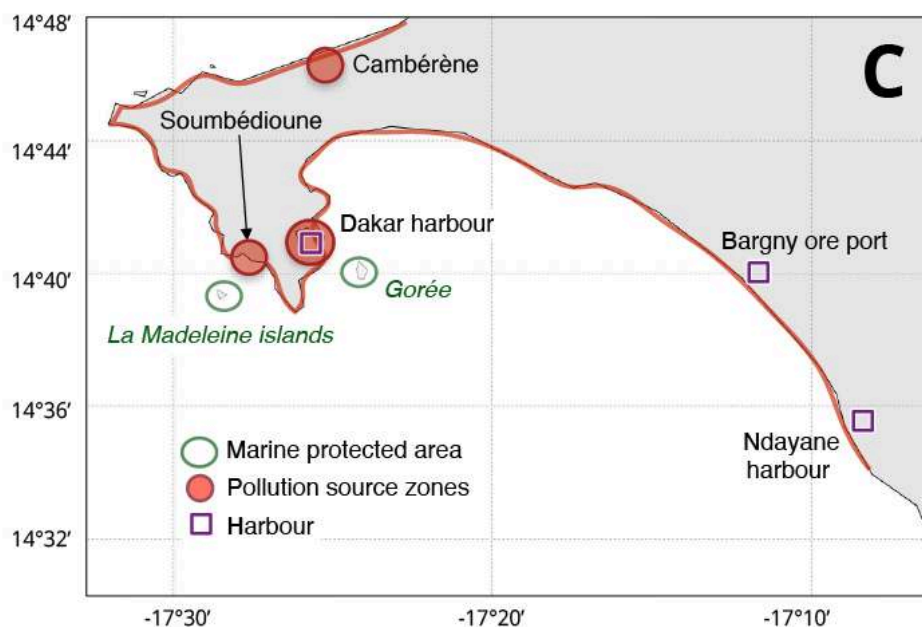 14°48′
C
Cambérène
Soumbédioune
14°44′
Dakar harbour
Bargny ore port
14°40′
Gorée
La Madeleine islands
14°36′
Marine protected area
Ndayane
harbour
Pollution source zones
Harbour
14°32′
-17°30′
-17°20′
-17°10′